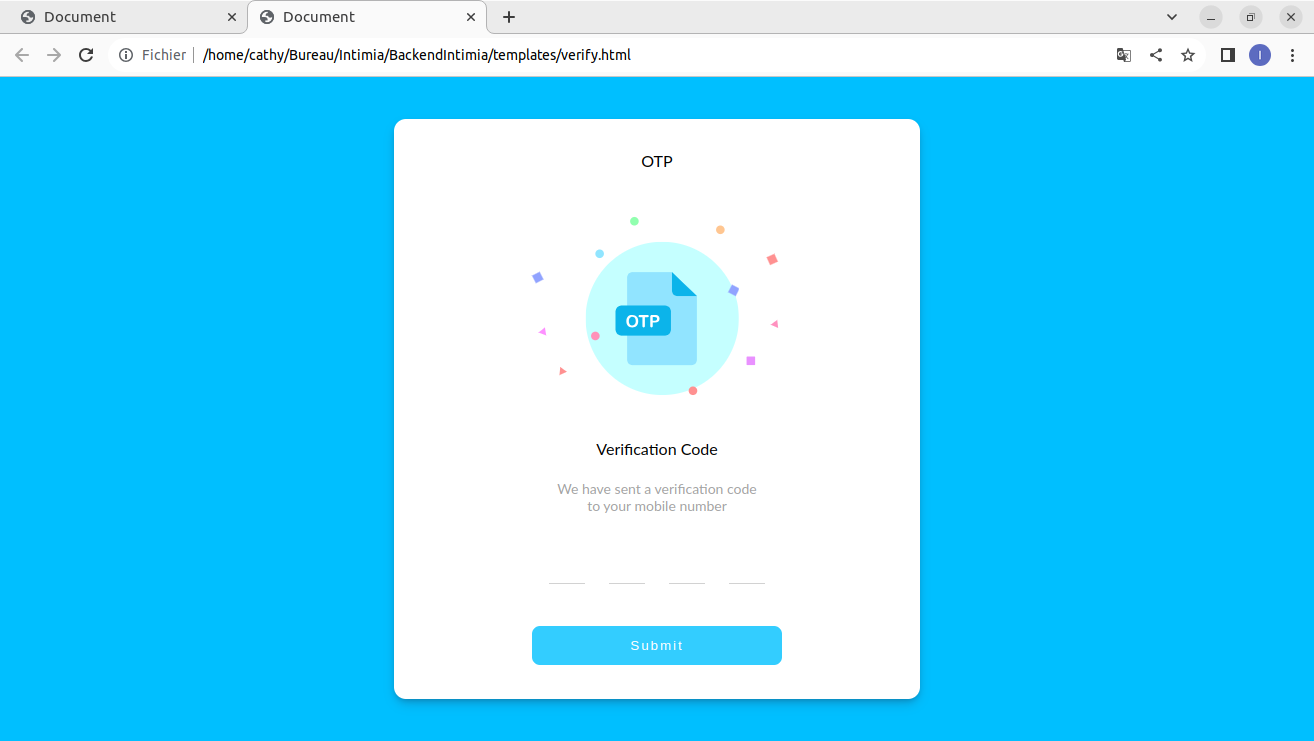 Document
Document
Fichier
/home/cathy/Bureau/Intimia/BackendIntimia/templates/verify.html
I
OTP
OTP
Verification Code
We have sent a verification code
to your mobile number
Submit